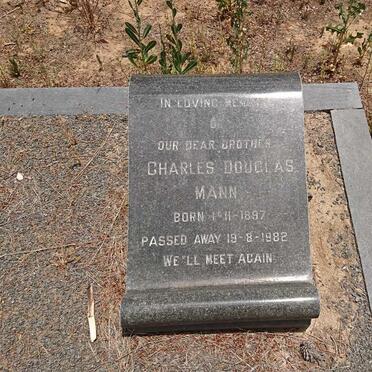 IN LOVING MEMORY
OF
OUR DEAR BROTHER
CHARLES DOUGLAS
MANN
BORN 1-11-1897
PASSED AWAY 19-8-1982
WE'LL MEET AGAIN